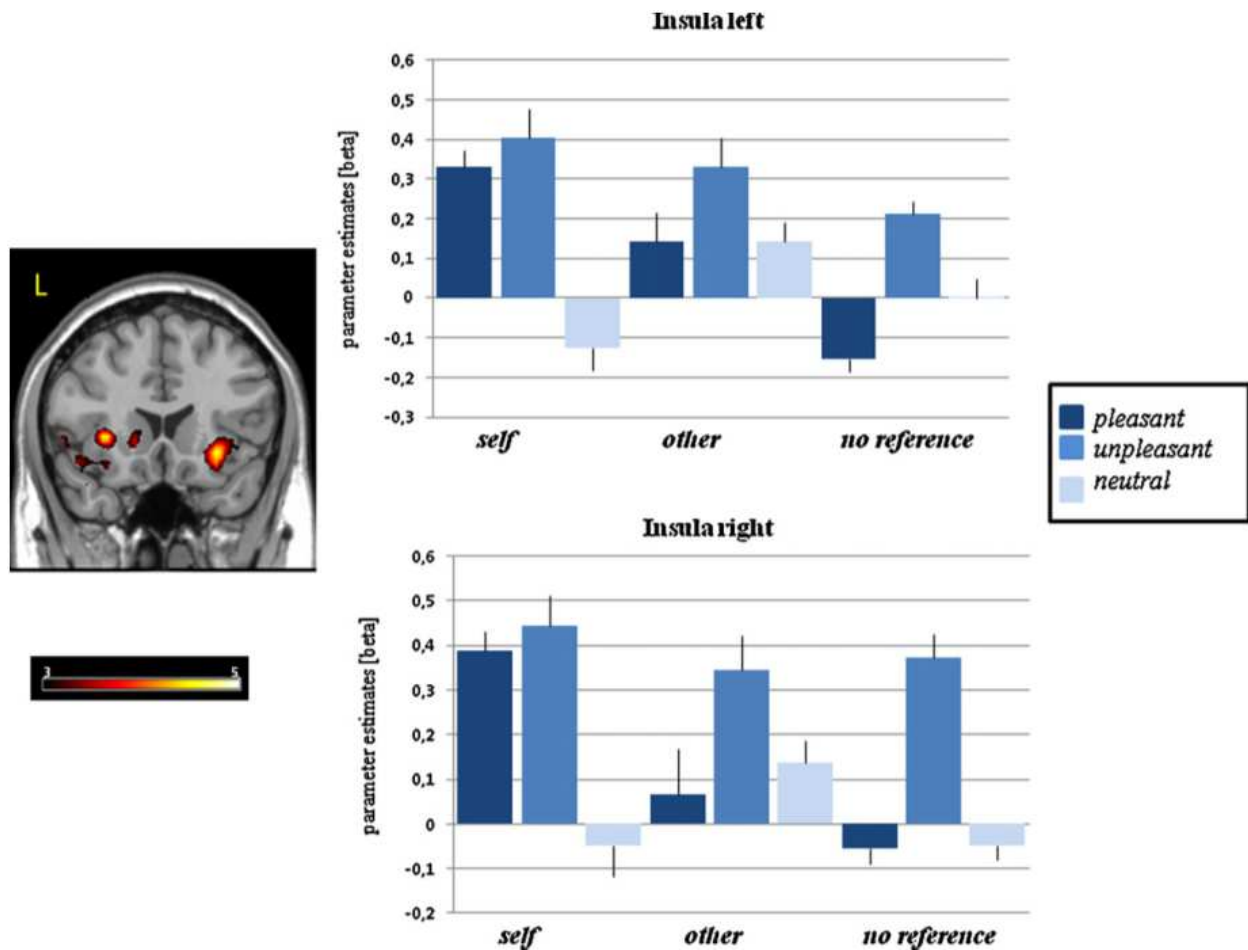 Insula left
parameter estimates [beta]
0,6
0,5
0,4
0,3
0,2
0,1
0
-0,1
-0,2
-0,3
self other no reference
L
3 5
pleasant
unpleasant
neutral
Insula right
parameter estimates [beta]
0,6
0,5
0,4
0,3
0,2
0,1
0
-0,1
-0,2
self other no reference